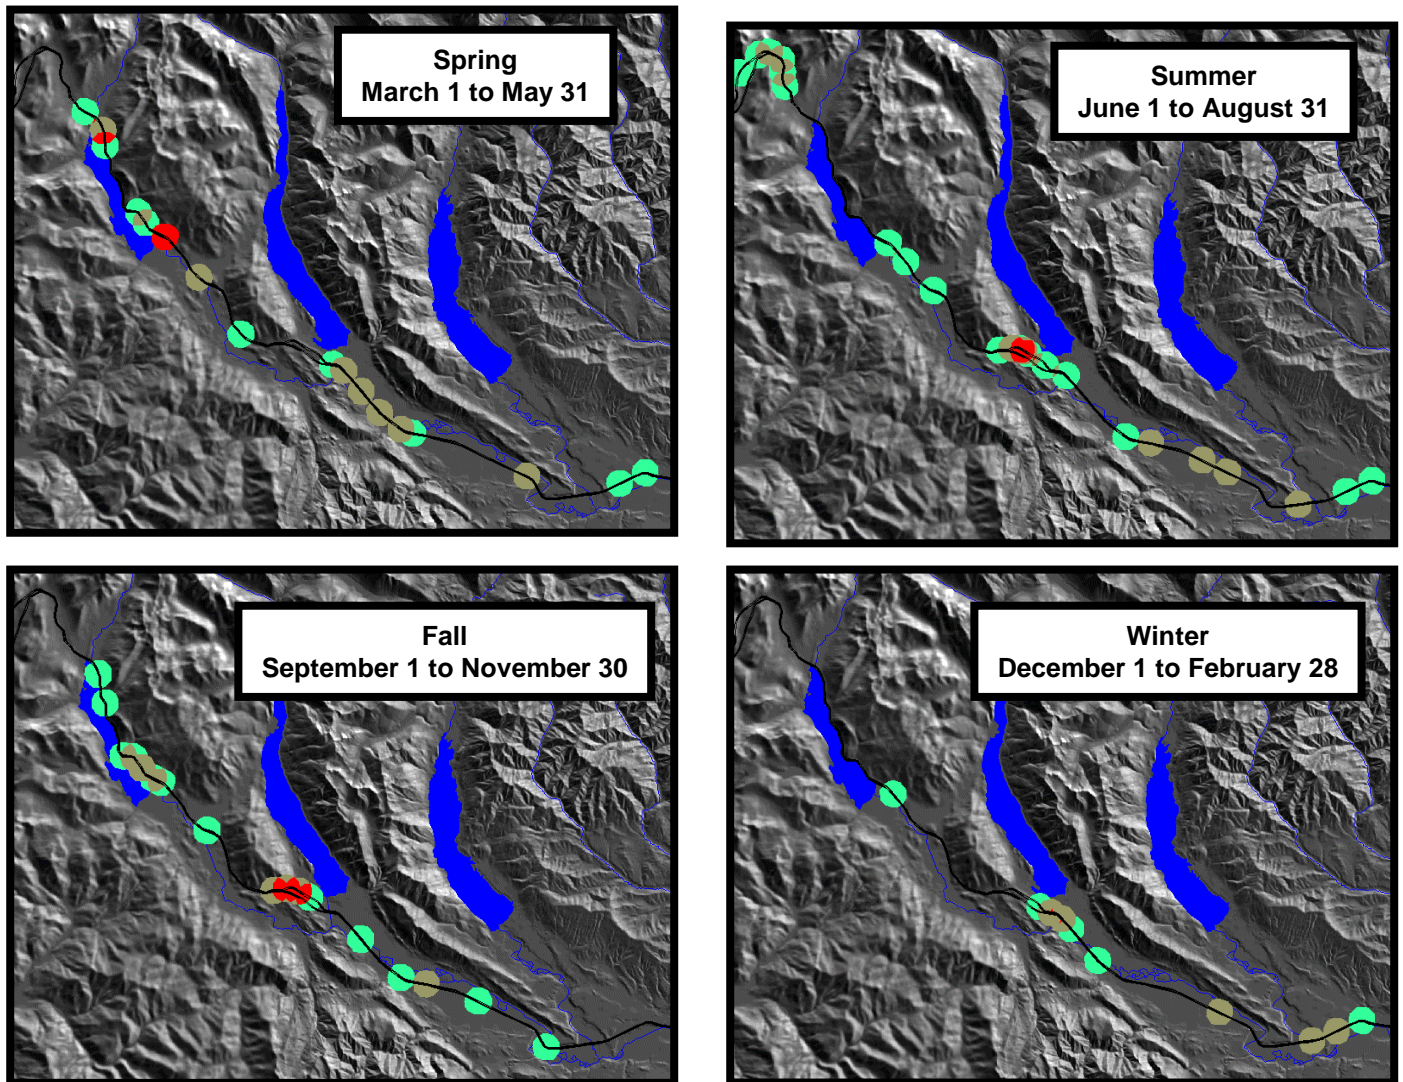 Spring
March 1 to May 31
Summer
June 1 to August 31
Fall
September 1 to November 30
Winter
December 1 to February 28